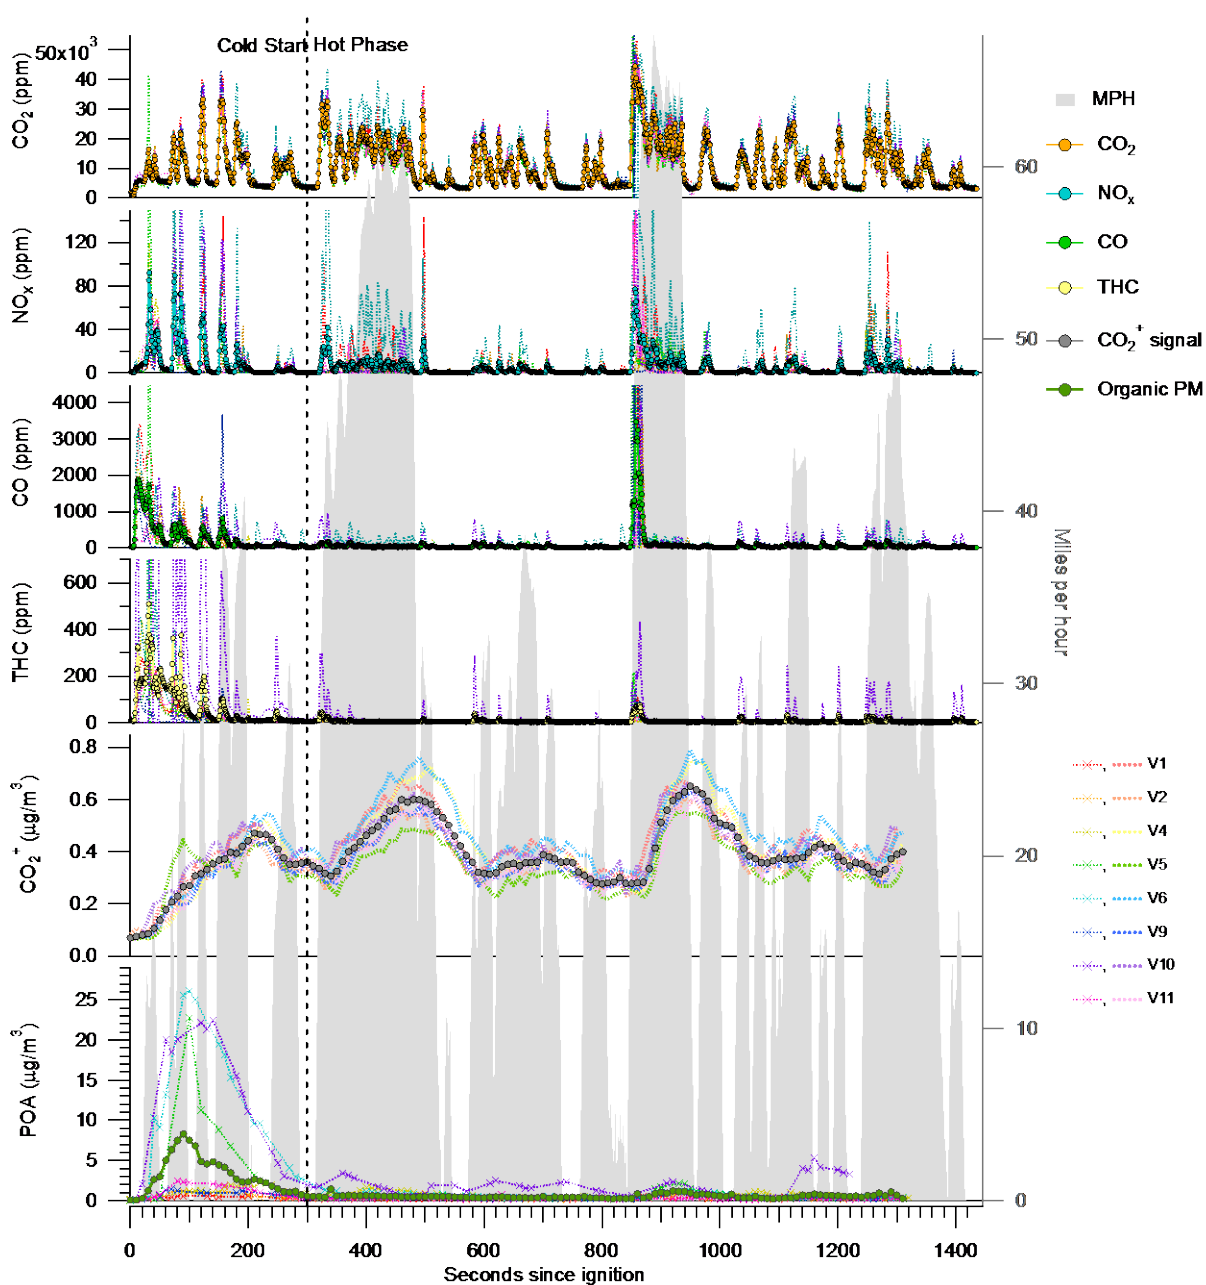 Cold Start Hot Phase
CO₂ (ppm)
50x10³
40
30
20
10
0
NOₓ (ppm)
120
80
40
0
CO (ppm)
4000
3000
2000
1000
0
THC (ppm)
600
400
200
0
CO₂⁺ (µg/m³)
0.8
0.6
0.4
0.2
0.0
POA (µg/m³)
25
20
15
10
5
0
0 200 400 600 800 1000 1200 1400
Seconds since ignition
60
50
40
30
20
10
0
Miles per hour
MPH
CO₂
NOₓ
CO
THC
CO₂⁺ signal
Organic PM
, V1
, V2
, V4
, V5
, V6
, V9
, V10
, V11